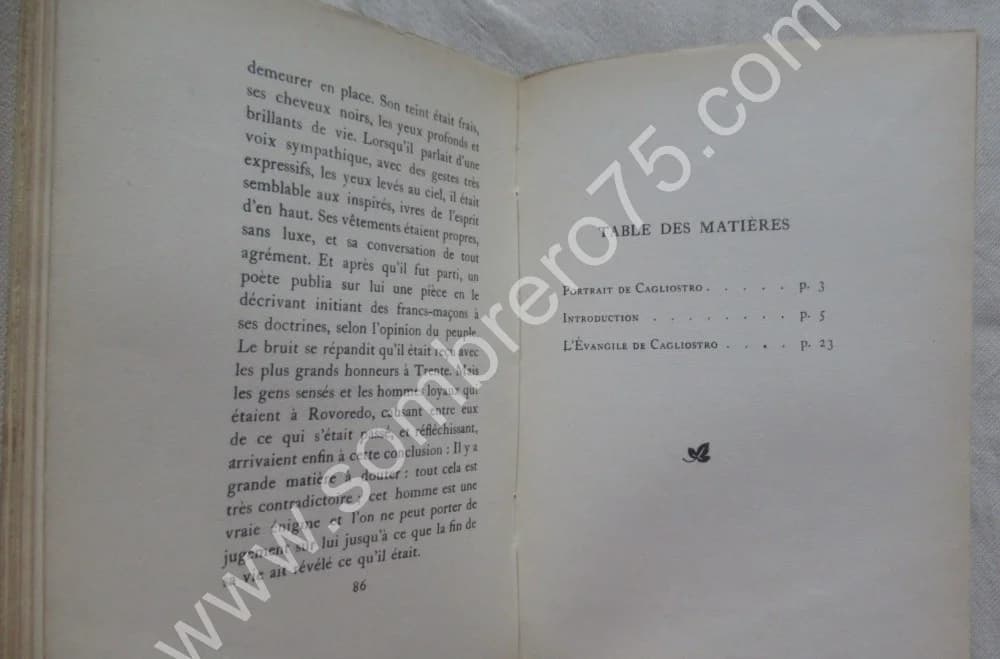 demeurer en place. Son teint était frais,
ses cheveux noirs, les yeux profonds et
brillants de vie. Lorsqu'il parlait d'une
voix sympathique, avec des gestes très
expressifs, les yeux levés au ciel, il était
semblable aux inspirés, ivres de l'esprit
d'en haut. Ses vêtements étaient propres,
sans luxe, et sa conversation de tout
agrément. Et après qu'il fut parti, un
poète publia sur lui une pièce en le
décrivant initiant des francs-maçons à
ses doctrines, selon l'opinion du peuple.
Le bruit se répandit qu'il était reçu avec
les plus grands honneurs à Trente. Mais
les gens sensés et les hommes loyaux qui
étaient à Rovoredo, causant entre eux
de ce qui s'était passé, et réfléchissant,
arrivaient enfin à cette conclusion : Il y a
grande matière à douter : tout cela est
très contradictoire ; cet homme est une
vraie énigme et l'on ne peut porter de
jugement sur lui jusqu'à ce que la fin de
sa vie ait révélé ce qu'il était.
86
TABLE DES MATIÈRES
PORTRAIT DE CAGLIOSTRO . . . . . p. 3
INTRODUCTION . . . . . . . . p. 5
L'ÉVANGILE DE CAGLIOSTRO . . . . p. 23
www.sombrero75.com